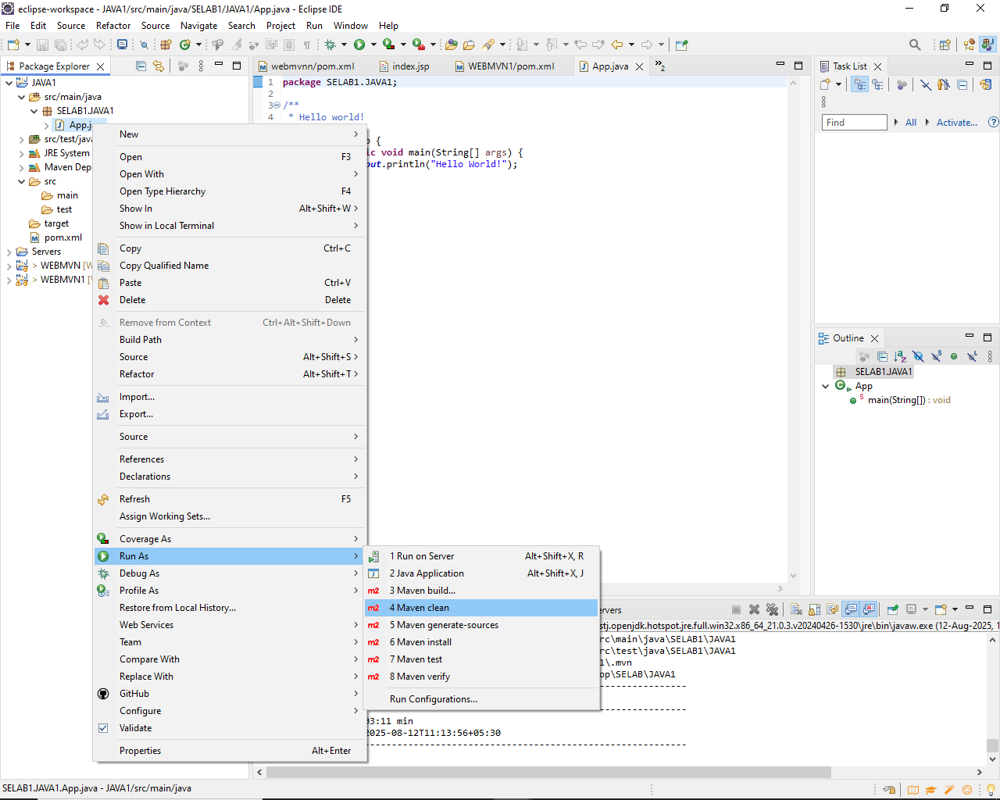 eclipse-workspace - JAVA1/src/main/java/SELAB1/JAVA1/App.java - Eclipse IDE
File Edit Source Refactor Source Navigate Search Project Run Window Help
Package Explorer
JAVA1
src/main/java
SELAB1.JAVA1
App.j
src/test/java
JRE System
Maven Dep
src
main
test
target
pom.xml
Servers
> WEBMVN [W
> WEBMVN1 [
webmvnn/pom.xml index.jsp WEBMVN1/pom.xml App.java »2
1 package SELAB1.JAVA1;
2
3 /**
4 * Hello world!
ic void main(String[] args) {
out.println("Hello World!");
New
Open F3
Open With
Open Type Hierarchy F4
Show In Alt+Shift+W
Show in Local Terminal
Copy Ctrl+C
Copy Qualified Name
Paste Ctrl+V
Delete Delete
Remove from Context Ctrl+Alt+Shift+Down
Build Path
Source Alt+Shift+S
Refactor Alt+Shift+T
Import...
Export...
Source
References
Declarations
Refresh F5
Assign Working Sets...
Coverage As
Run As
Debug As
Profile As
Restore from Local History...
Web Services
Team
Compare With
Replace With
GitHub
Configure
Validate
Properties Alt+Enter
1 Run on Server Alt+Shift+X, R
2 Java Application Alt+Shift+X, J
m2 3 Maven build...
m2 4 Maven clean
m2 5 Maven generate-sources
m2 6 Maven install
m2 7 Maven test
m2 8 Maven verify
Run Configurations...
Task List
Find All Activate... ?
Outline
SELAB1.JAVA1
App
main(String[]) : void
ervers
stj.openjdk.hotspot.jre.full.win32.x86_64_21.0.3.v20240426-1530\jre\bin\javaw.exe (12-Aug-2025, 1
rc\main\java\SELAB1\JAVA1
rc\test\java\SELAB1\JAVA1
1\.mvn
op\SELAB\JAVA1
---------------
---------------
03:11 min
2025-08-12T11:13:56+05:30
------------------------------------------------------
SELAB1.JAVA1.App.java - JAVA1/src/main/java